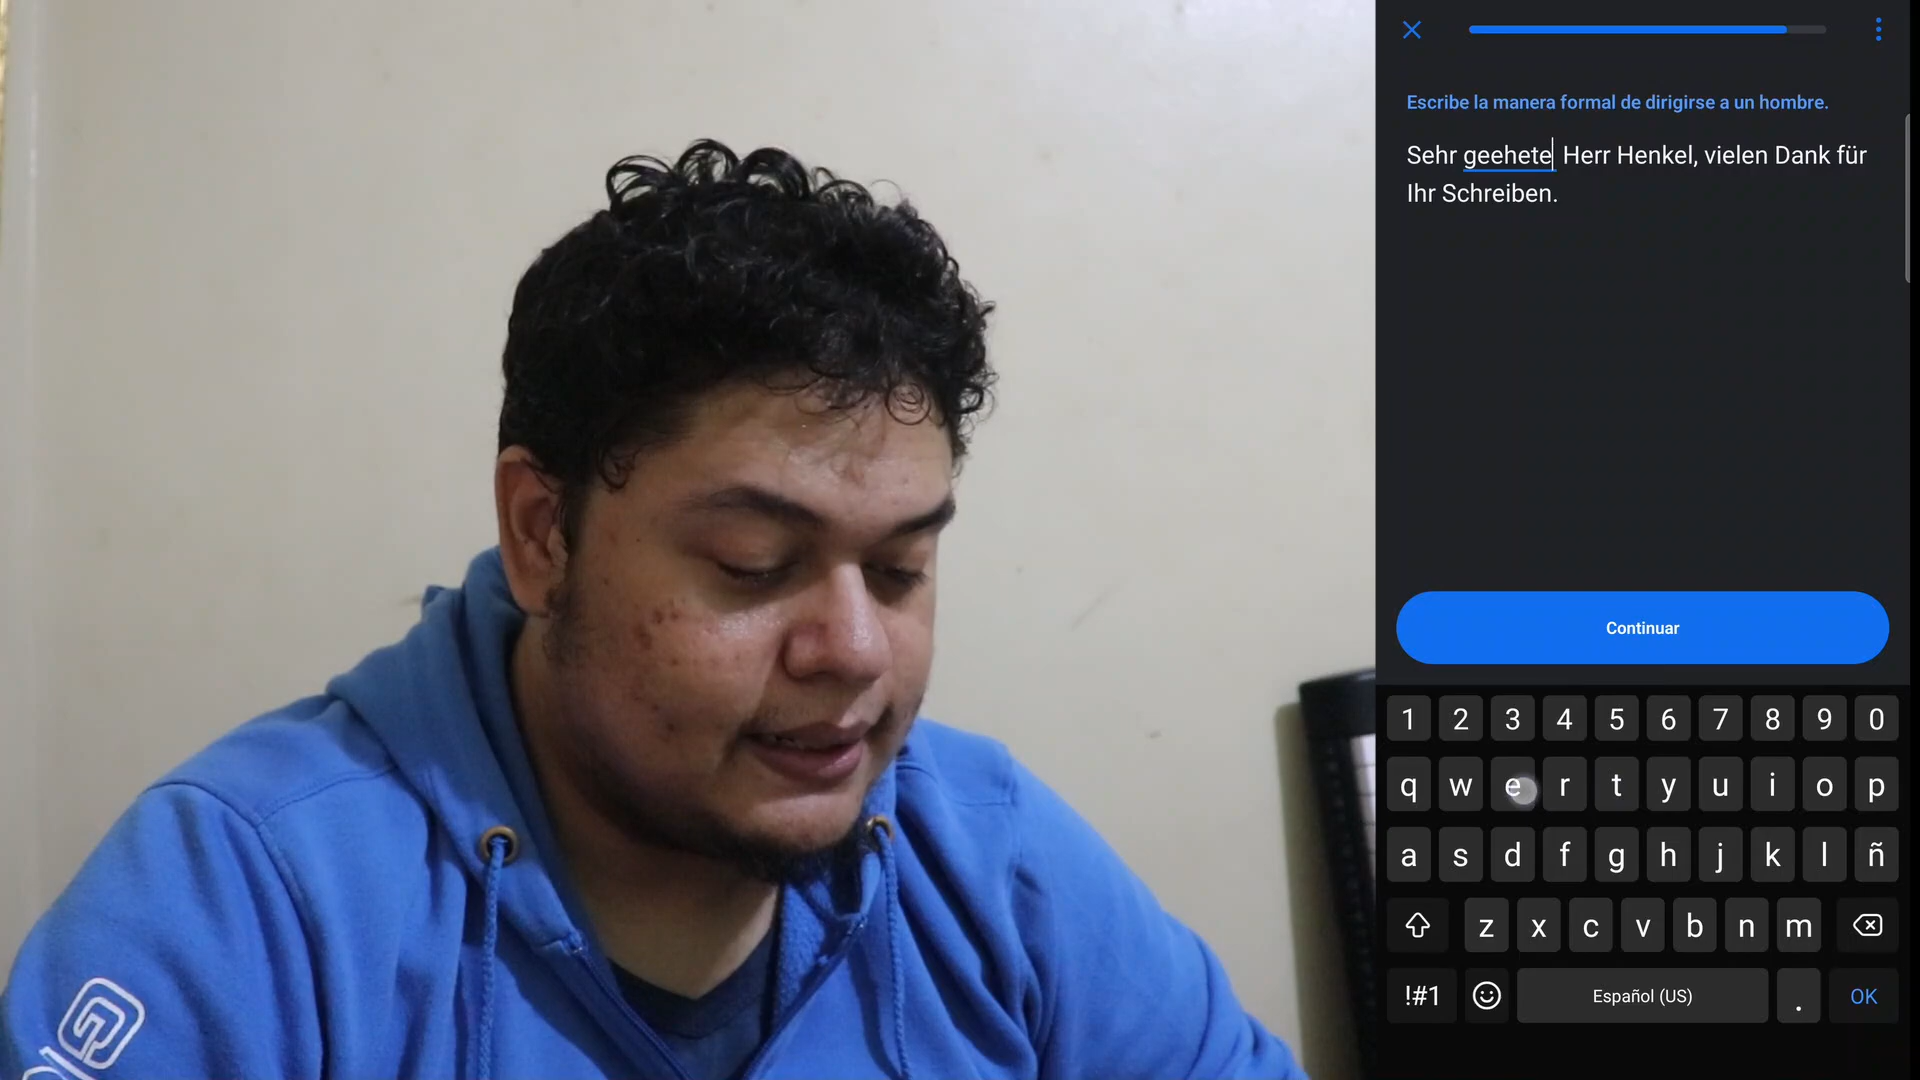 Escribe la manera formal de dirigirse a un hombre.
Sehr geehete Herr Henkel, vielen Dank für
Ihr Schreiben.
Continuar
1 2 3 4 5 6 7 8 9 0
q w e r t y u i o p
a s d f g h j k l ñ
z x c v b n m
!#1 Español (US) . OK